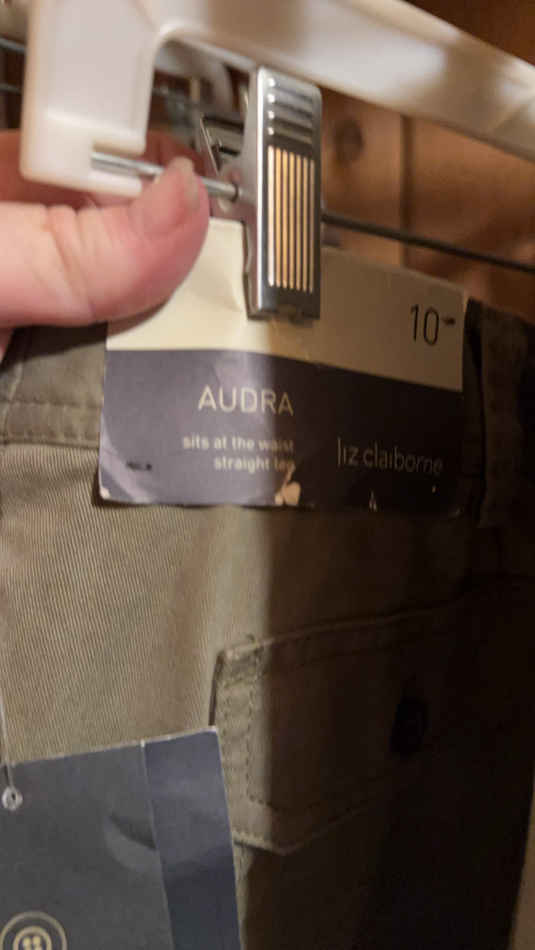 10
AUDRA
sits at the waist
straight leg
liz claiborne